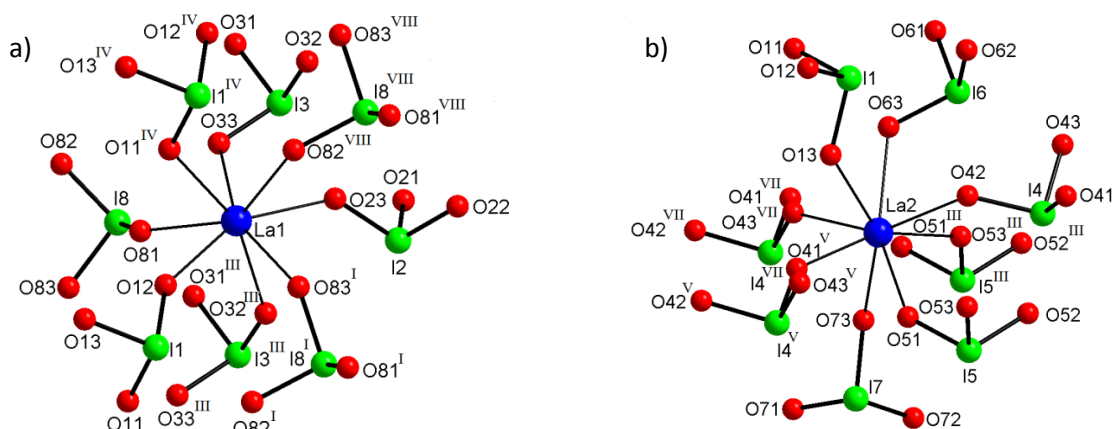 a)
O12^IV
O31
O32
O83^VIII
O13^IV
I1^IV
I3
I8^VIII
O81^VIII
O33
O11^IV
O82^VIII
O82
O21
O23
O22
I8
La1
O81
I2
O31^III
O83^I
O83
O12
O32^III
O13
I1
I3^III
I8^I
O81^I
O33^III
O11
O82^I
b)
O61
O62
O11
O12
I1
I6
O63
O43
O13
O42
O41^VII
La2
I4
O41
O43^VII
O51^III
O53^III
O52^III
O42^VII
O41^V
I4^VII
O43^V
I5^III
O42^V
O53
O52
O73
O51
I4^V
I5
I7
O71
O72